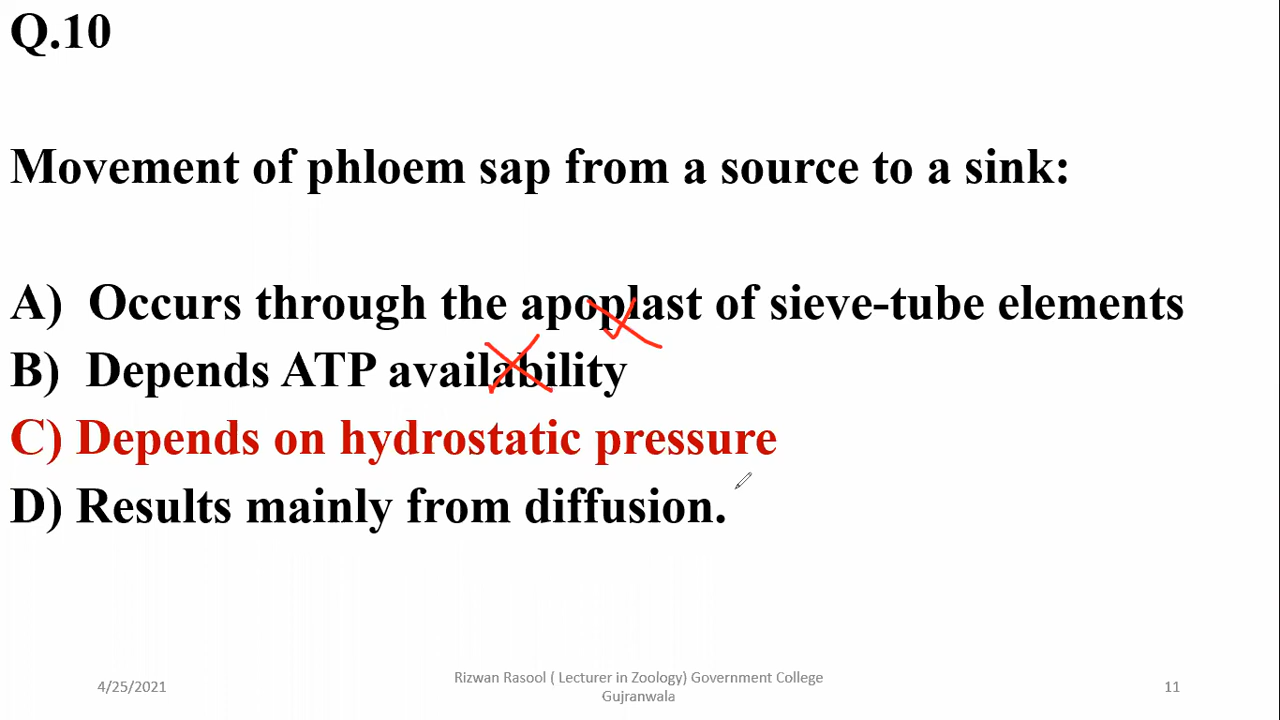 Q.10
Movement of phloem sap from a source to a sink:
A) Occurs through the apoplast of sieve-tube elements
B) Depends ATP availability
C) Depends on hydrostatic pressure
D) Results mainly from diffusion.
4/25/2021
Rizwan Rasool ( Lecturer in Zoology) Government College
Gujranwala
11